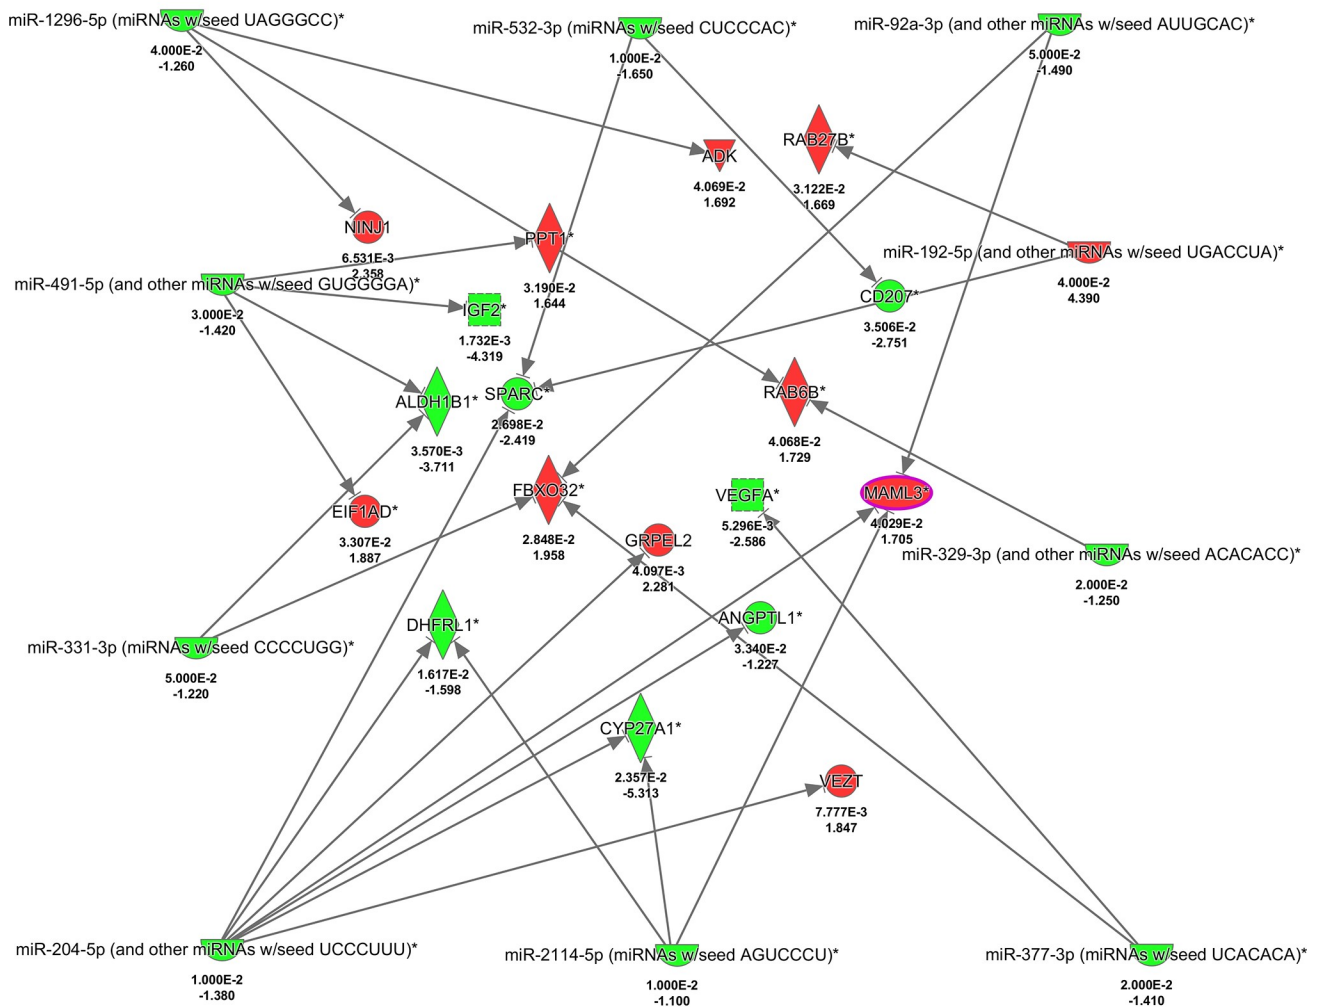 miR-1296-5p (miRNAs w/seed UAGGGCC)*
4.000E-2
-1.260
miR-532-3p (miRNAs w/seed CUCCCAC)*
1.000E-2
-1.650
miR-92a-3p (and other miRNAs w/seed AUUGCAC)*
5.000E-2
-1.490
RAB27B*
3.122E-2
1.669
ADK
4.069E-2
1.692
NINJ1
6.531E-3
2.358
PPT1*
3.190E-2
1.644
miR-192-5p (and other miRNAs w/seed UGACCUA)*
4.000E-2
4.390
miR-491-5p (and other miRNAs w/seed GUGGGGA)*
3.000E-2
-1.420
IGF2*
1.732E-3
-4.319
CD207*
3.506E-2
-2.751
ALDH1B1*
3.570E-3
-3.711
SPARC*
2.698E-2
-2.419
RAB6B*
4.068E-2
1.729
EIF1AD*
3.307E-2
1.887
FBXO32*
2.848E-2
1.958
VEGFA*
5.296E-3
-2.586
MAML3*
4.029E-2
1.705
GRPEL2
4.097E-3
2.281
miR-329-3p (and other miRNAs w/seed ACACACC)*
2.000E-2
-1.250
miR-331-3p (miRNAs w/seed CCCCUGG)*
5.000E-2
-1.220
DHFRL1*
1.617E-2
-1.598
ANGPTL1*
3.340E-2
-1.227
CYP27A1*
2.357E-2
-5.313
VEZT
7.777E-3
1.847
miR-204-5p (and other miRNAs w/seed UCCCUUU)*
1.000E-2
-1.380
miR-2114-5p (miRNAs w/seed AGUCCCU)*
1.000E-2
-1.100
miR-377-3p (miRNAs w/seed UCACACA)*
2.000E-2
-1.410